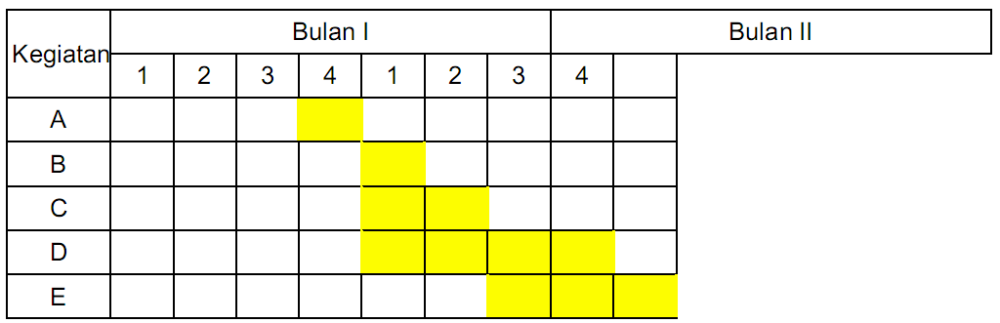 Kegiatan Bulan I Bulan II
1 2 3 4 1 2 3 4
A
B
C
D
E